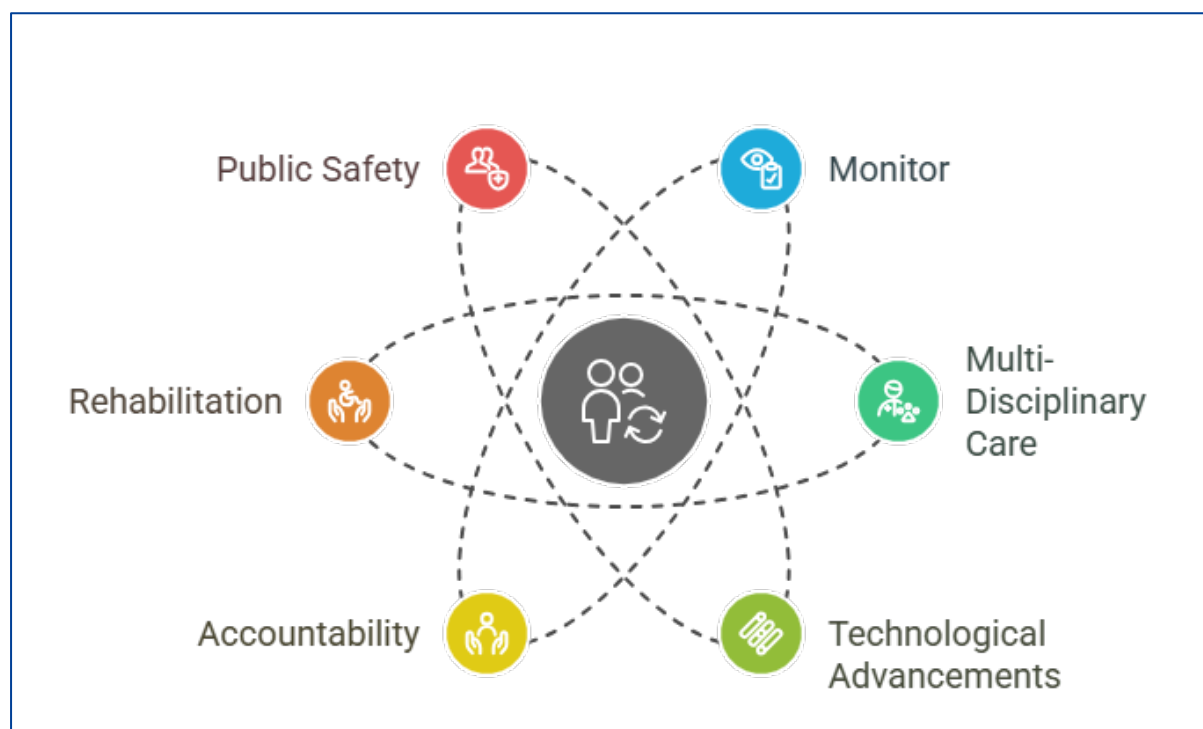 Public Safety
Monitor
Rehabilitation
Multi-
Disciplinary
Care
Accountability
Technological
Advancements